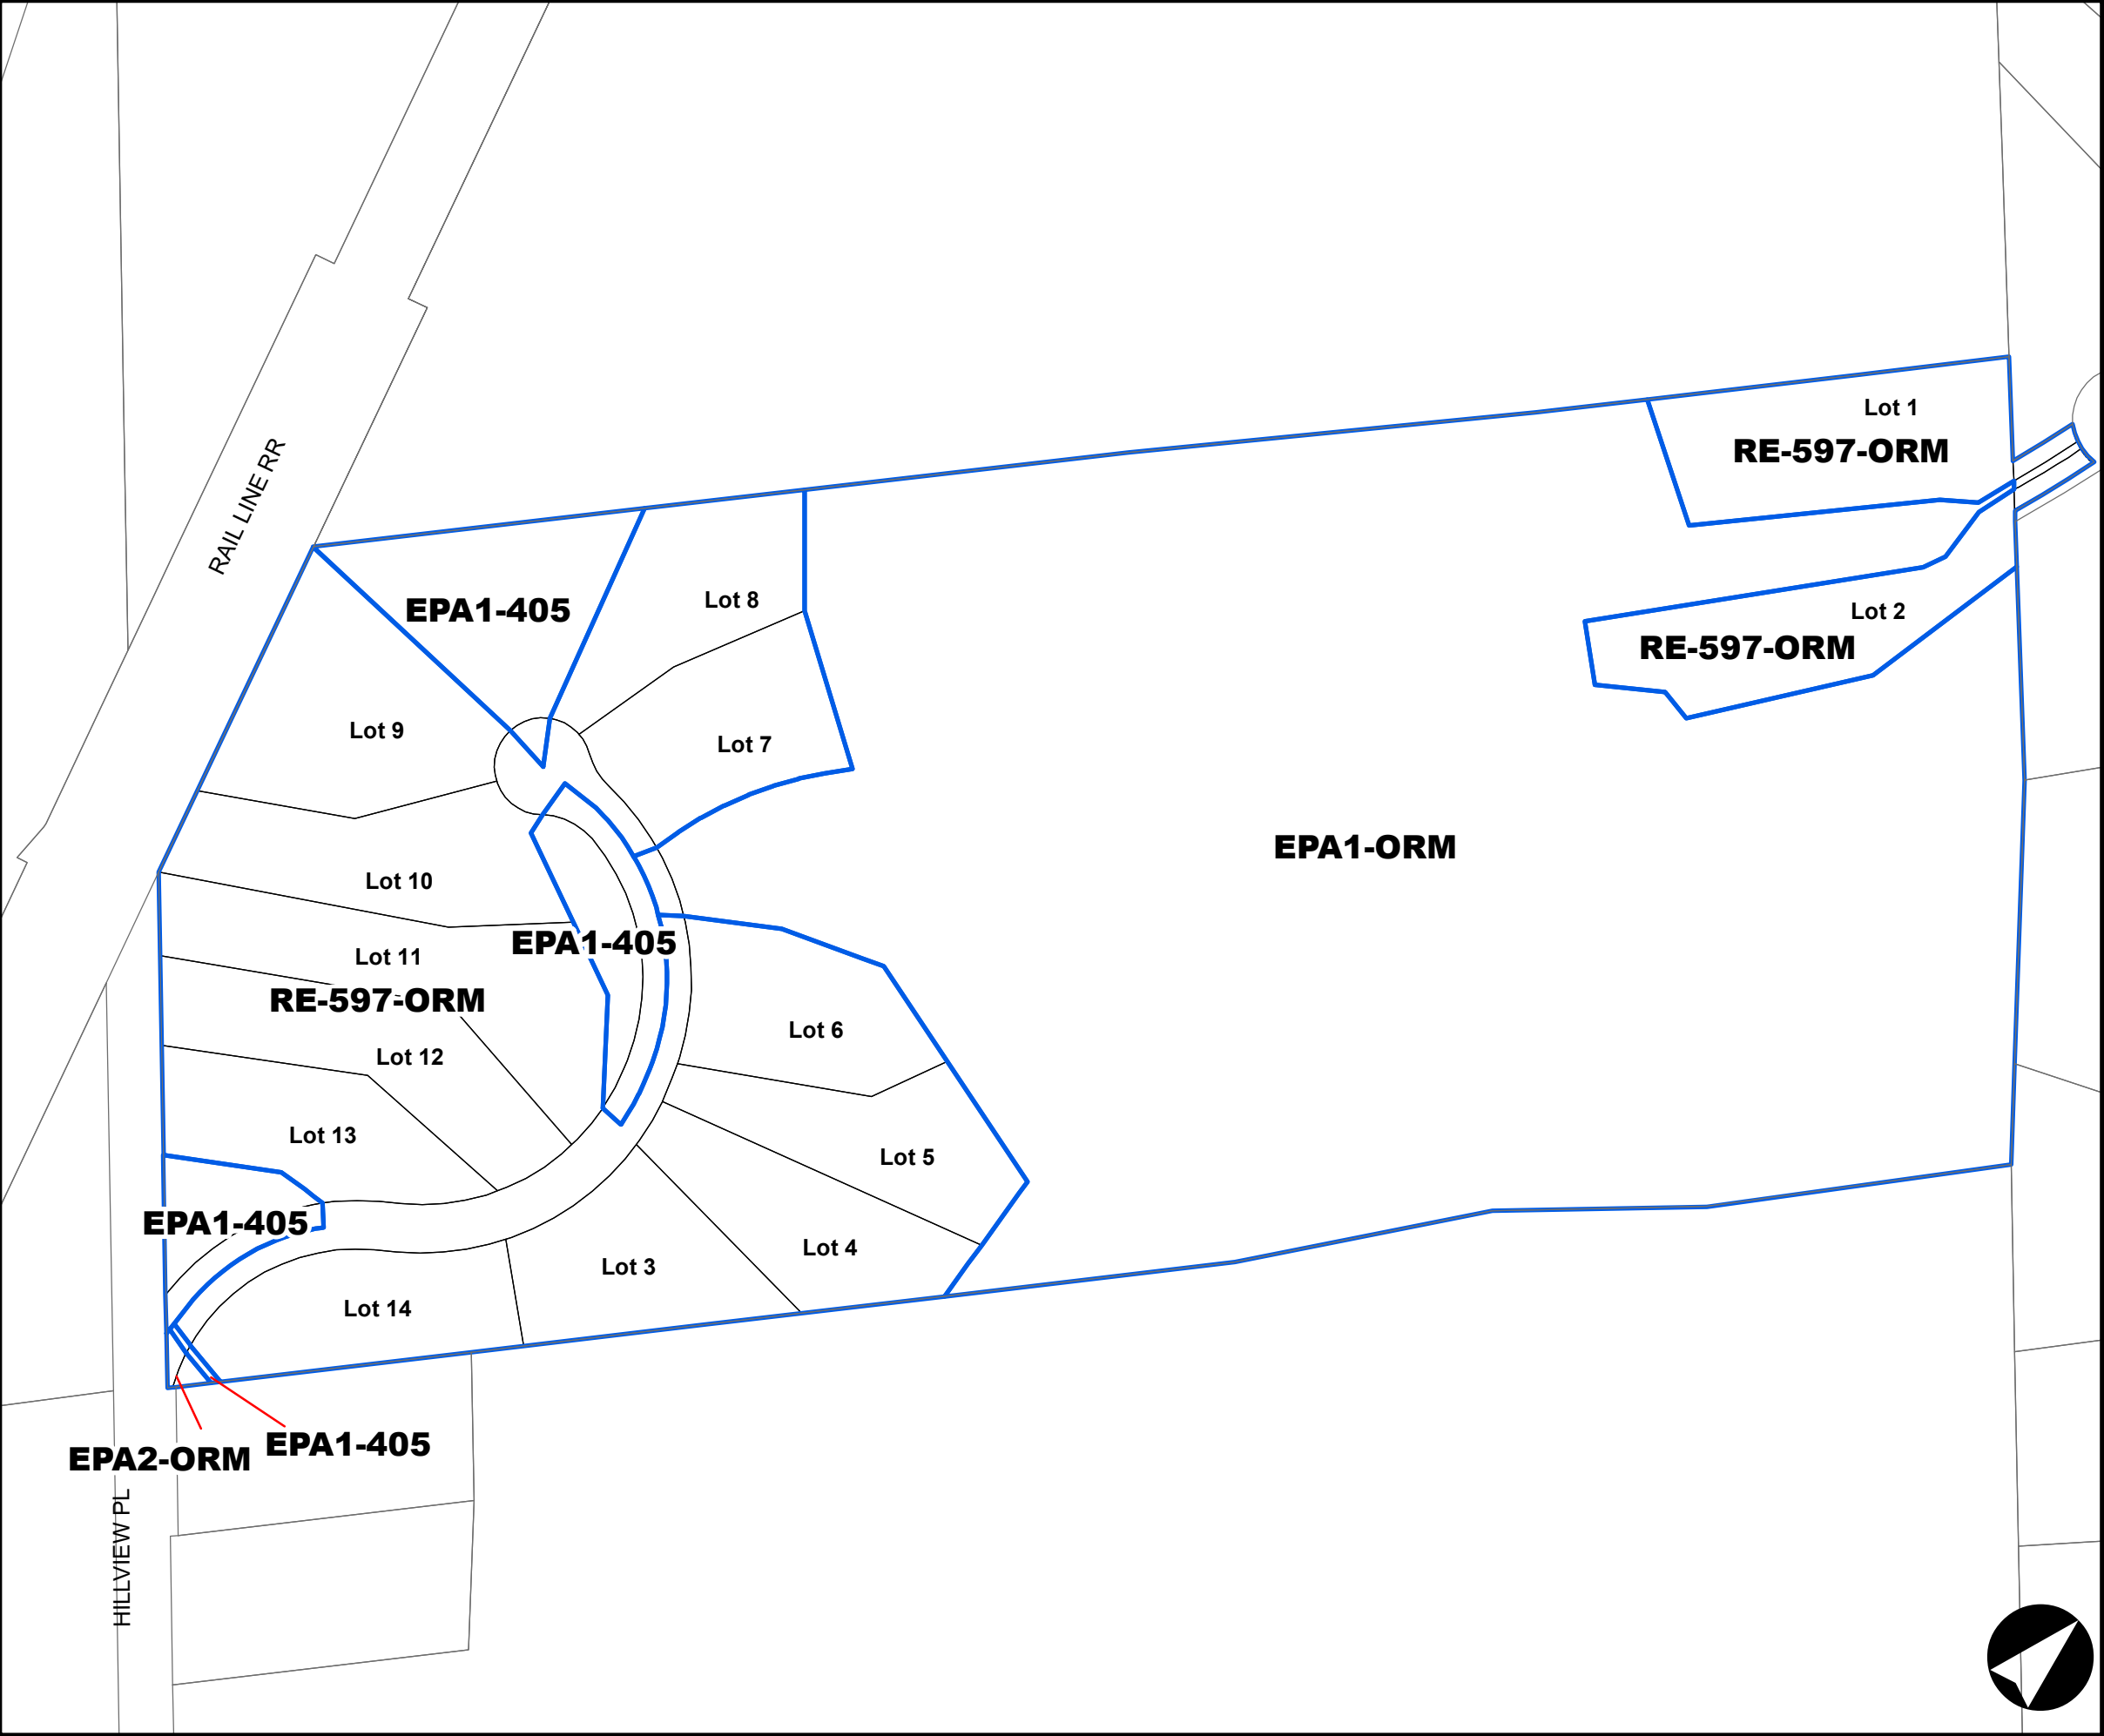 Lot 1
RE-597-ORM
RAIL LINE RR
EPA1-405
Lot 8
Lot 2
RE-597-ORM
Lot 9
Lot 7
EPA1-ORM
Lot 10
EPA1-405
Lot 11
RE-597-ORM
Lot 6
Lot 12
Lot 13
Lot 5
EPA1-405
Lot 4
Lot 3
Lot 14
EPA1-405
EPA2-ORM
HILLVIEW PL